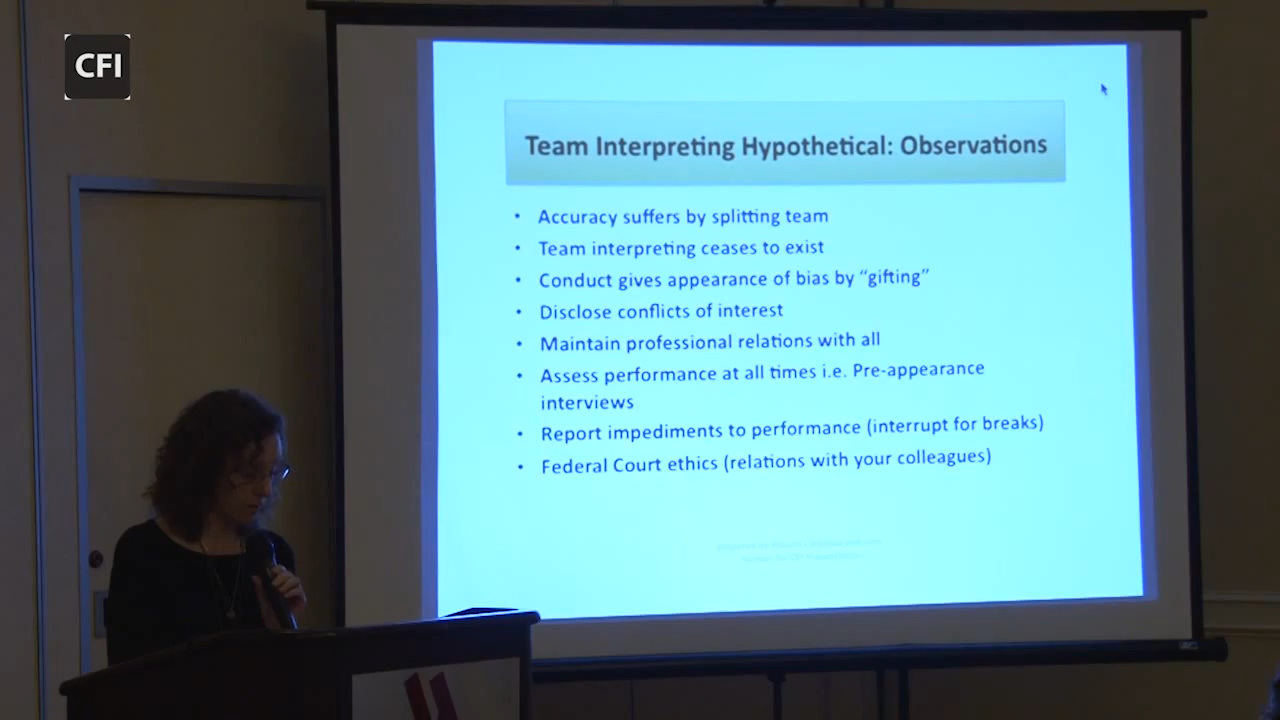 CFI
Team Interpreting Hypothetical: Observations
• Accuracy suffers by splitting team
• Team interpreting ceases to exist
• Conduct gives appearance of bias by “gifting”
• Disclose conflicts of interest
• Maintain professional relations with all
• Assess performance at all times i.e. Pre-appearance
interviews
• Report impediments to performance (interrupt for breaks)
• Federal Court ethics (relations with your colleagues)